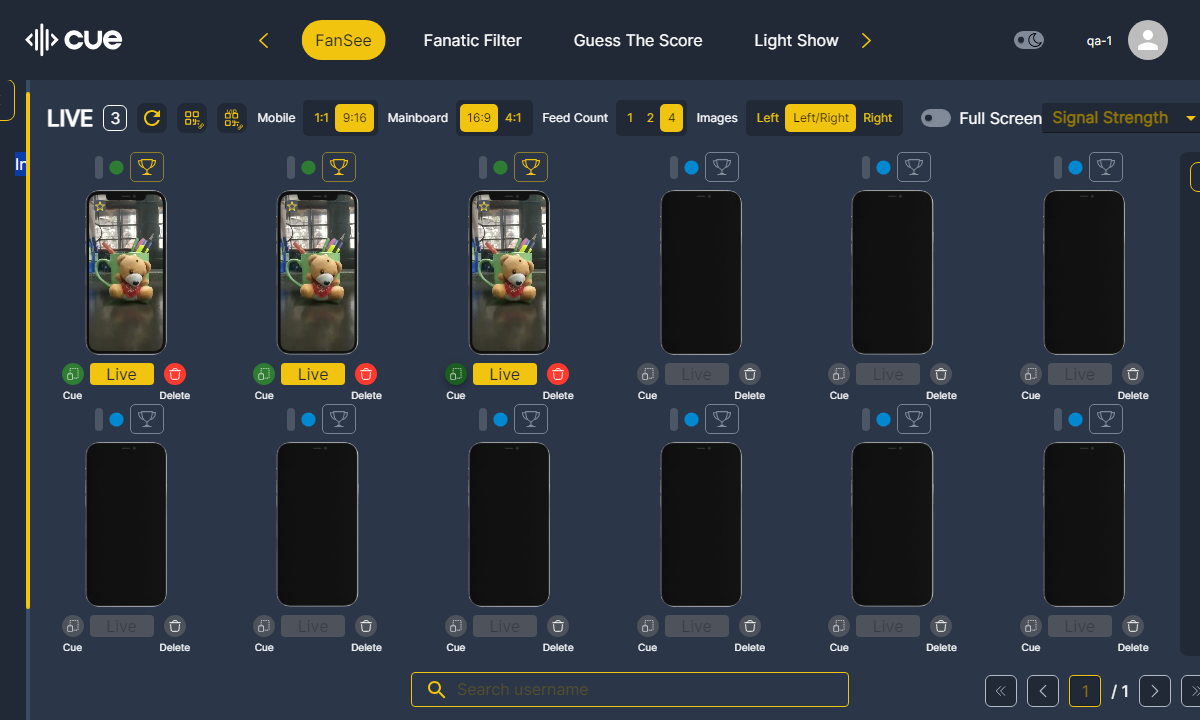 cue
FanSee
Fanatic Filter
Guess The Score
Light Show
qa-1
In
LIVE 3
Mobile 1:1 9:16
Mainboard 16:9 4:1
Feed Count 1 2 4
Images Left Left/Right Right
Full Screen
Signal Strength
Live Live Live Live Live Live
Cue Delete Cue Delete Cue Delete Cue Delete Cue Delete Cue Delete
Live Live Live Live Live Live
Cue Delete Cue Delete Cue Delete Cue Delete Cue Delete Cue Delete
Search username
1 / 1